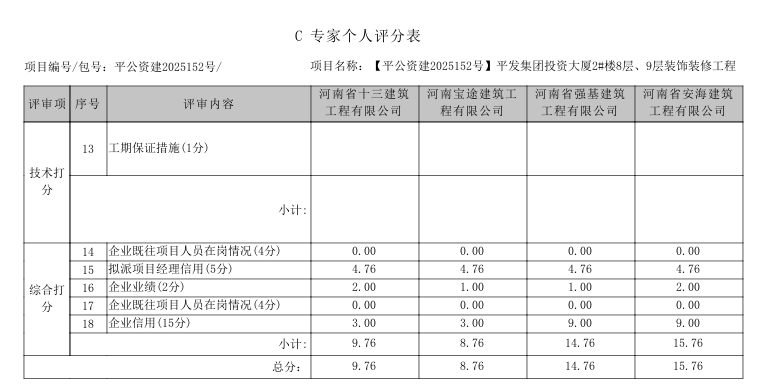 C 专家个人评分表
项目编号/包号: 平公资建2025152号/ 项目名称: 【平公资建2025152号】平发集团投资大厦2#楼8层、9层装饰装修工程
评审项 序号 评审内容 河南省十三建筑工程有限公司 河南宝途建筑工程有限公司 河南省强基建筑工程有限公司 河南省安海建筑工程有限公司
技术打分
13 工期保证措施(1分)
小计:
综合打分
14 企业既往项目人员在岗情况(4分) 0.00 0.00 0.00 0.00
15 拟派项目经理信用(5分) 4.76 4.76 4.76 4.76
16 企业业绩(2分) 2.00 1.00 1.00 2.00
17 企业既往项目人员在岗情况(4分) 0.00 0.00 0.00 0.00
18 企业信用(15分) 3.00 3.00 9.00 9.00
小计: 9.76 8.76 14.76 15.76
总分: 9.76 8.76 14.76 15.76